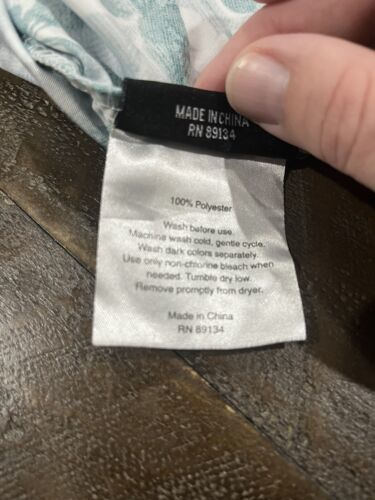 MADE IN CHINA
RN 89134
100% Polyester
Wash before use.
Machine wash cold, gentle cycle.
Wash dark colors separately.
Use only non-chlorine bleach when
needed. Tumble dry low.
Remove promptly from dryer.
Made in China
RN 89134